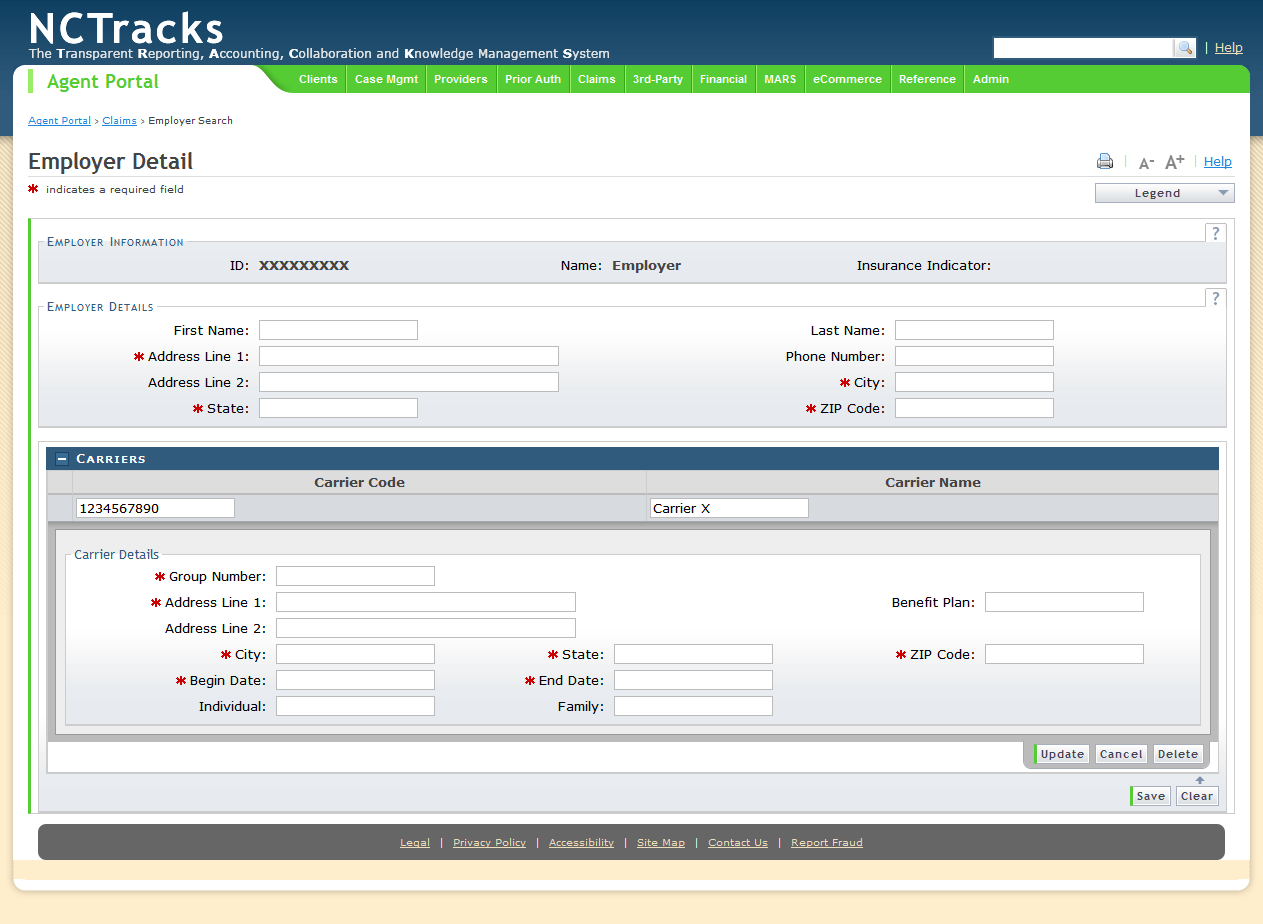 NCTracks
The Transparent Reporting, Accounting, Collaboration and Knowledge Management System
| Help
Agent Portal
Clients Case Mgmt Providers Prior Auth Claims 3rd-Party Financial MARS eCommerce Reference Admin
Agent Portal > Claims > Employer Search
Employer Detail
A- A+ Help
* indicates a required field
Legend
Employer Information
?
ID: XXXXXXXXX Name: Employer Insurance Indicator:
Employer Details
?
First Name: Last Name:
* Address Line 1: Phone Number:
Address Line 2: * City:
* State: * ZIP Code:
Carriers
Carrier Code Carrier Name
1234567890 Carrier X
Carrier Details
* Group Number:
* Address Line 1: Benefit Plan:
Address Line 2:
* City: * State: * ZIP Code:
* Begin Date: * End Date:
Individual: Family:
Update Cancel Delete
Save Clear
Legal | Privacy Policy | Accessibility | Site Map | Contact Us | Report Fraud